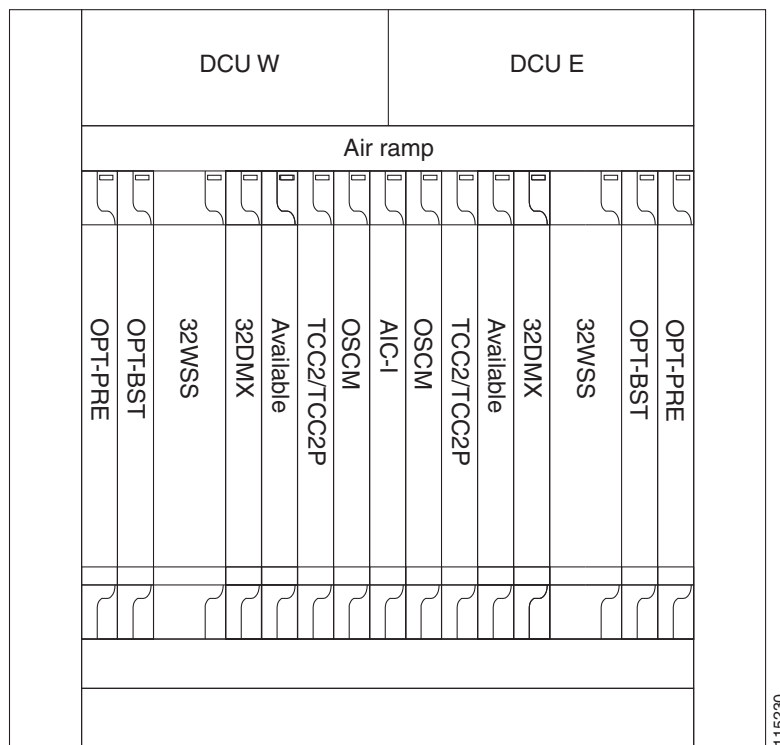 DCU W
DCU E
Air ramp
OPT-PRE
OPT-BST
32WSS
32DMX
Available
TCC2/TCC2P
OSCM
AIC-I
OSCM
TCC2/TCC2P
Available
32DMX
32WSS
OPT-BST
OPT-PRE